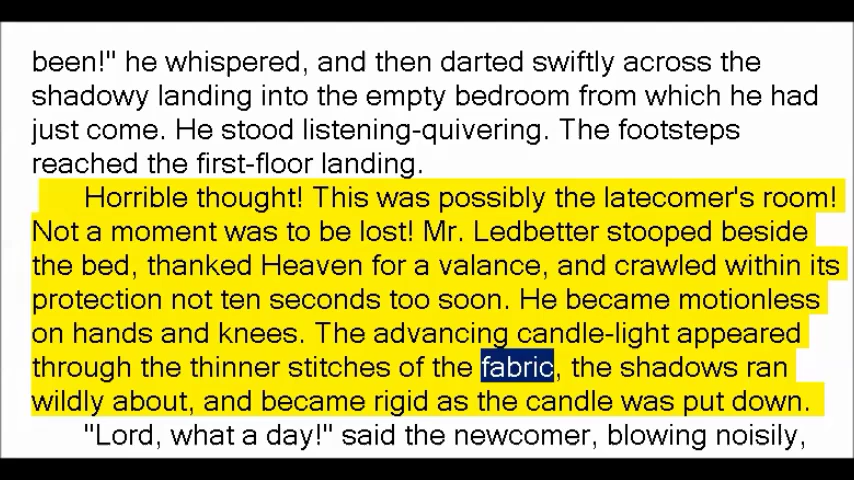 been!" he whispered, and then darted swiftly across the
shadowy landing into the empty bedroom from which he had
just come. He stood listening-quivering. The footsteps
reached the first-floor landing.
Horrible thought! This was possibly the latecomer's room!
Not a moment was to be lost! Mr. Ledbetter stooped beside
the bed, thanked Heaven for a valance, and crawled within its
protection not ten seconds too soon. He became motionless
on hands and knees. The advancing candle-light appeared
through the thinner stitches of the fabric, the shadows ran
wildly about, and became rigid as the candle was put down.
"Lord, what a day!" said the newcomer, blowing noisily,